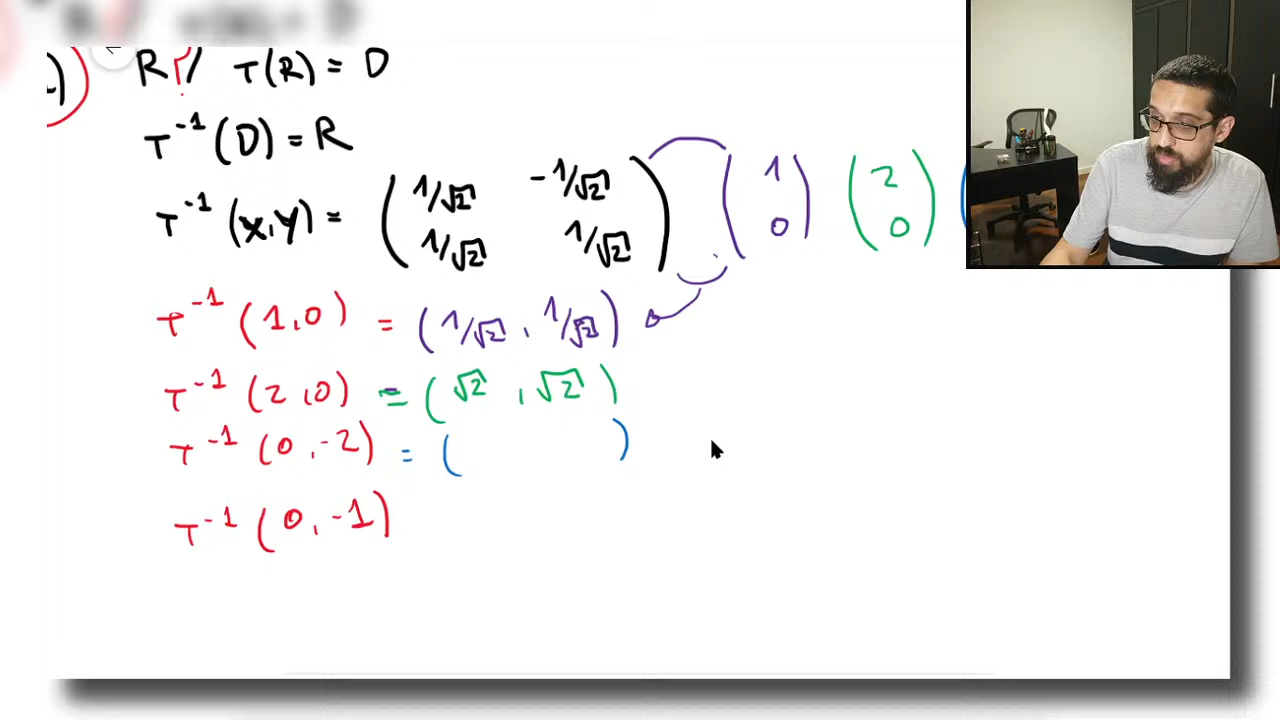 R ? / T(R) = D
T⁻¹(D) = R
T⁻¹(x,y) = ( 1/√2 -1/√2 ) ( 1 ) ( 2 ) (
( 1/√2 1/√2 ) ( 0 ) ( 0 )
T⁻¹(1,0) = (1/√2, 1/√2)
T⁻¹(2,0) = (√2, √2)
T⁻¹(0,-2) = ( )
T⁻¹(0,-1)